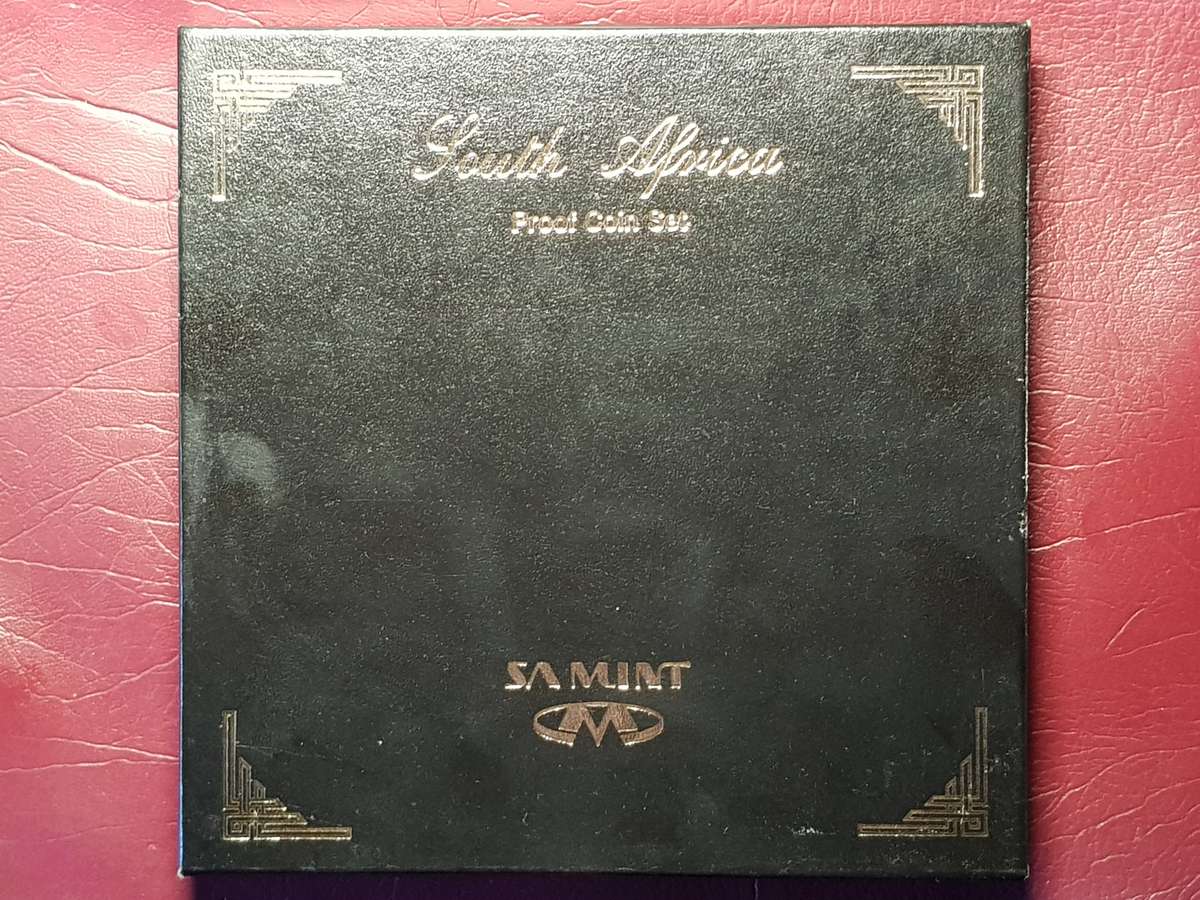 South Africa
Proof Coin Set
SA MINT
M